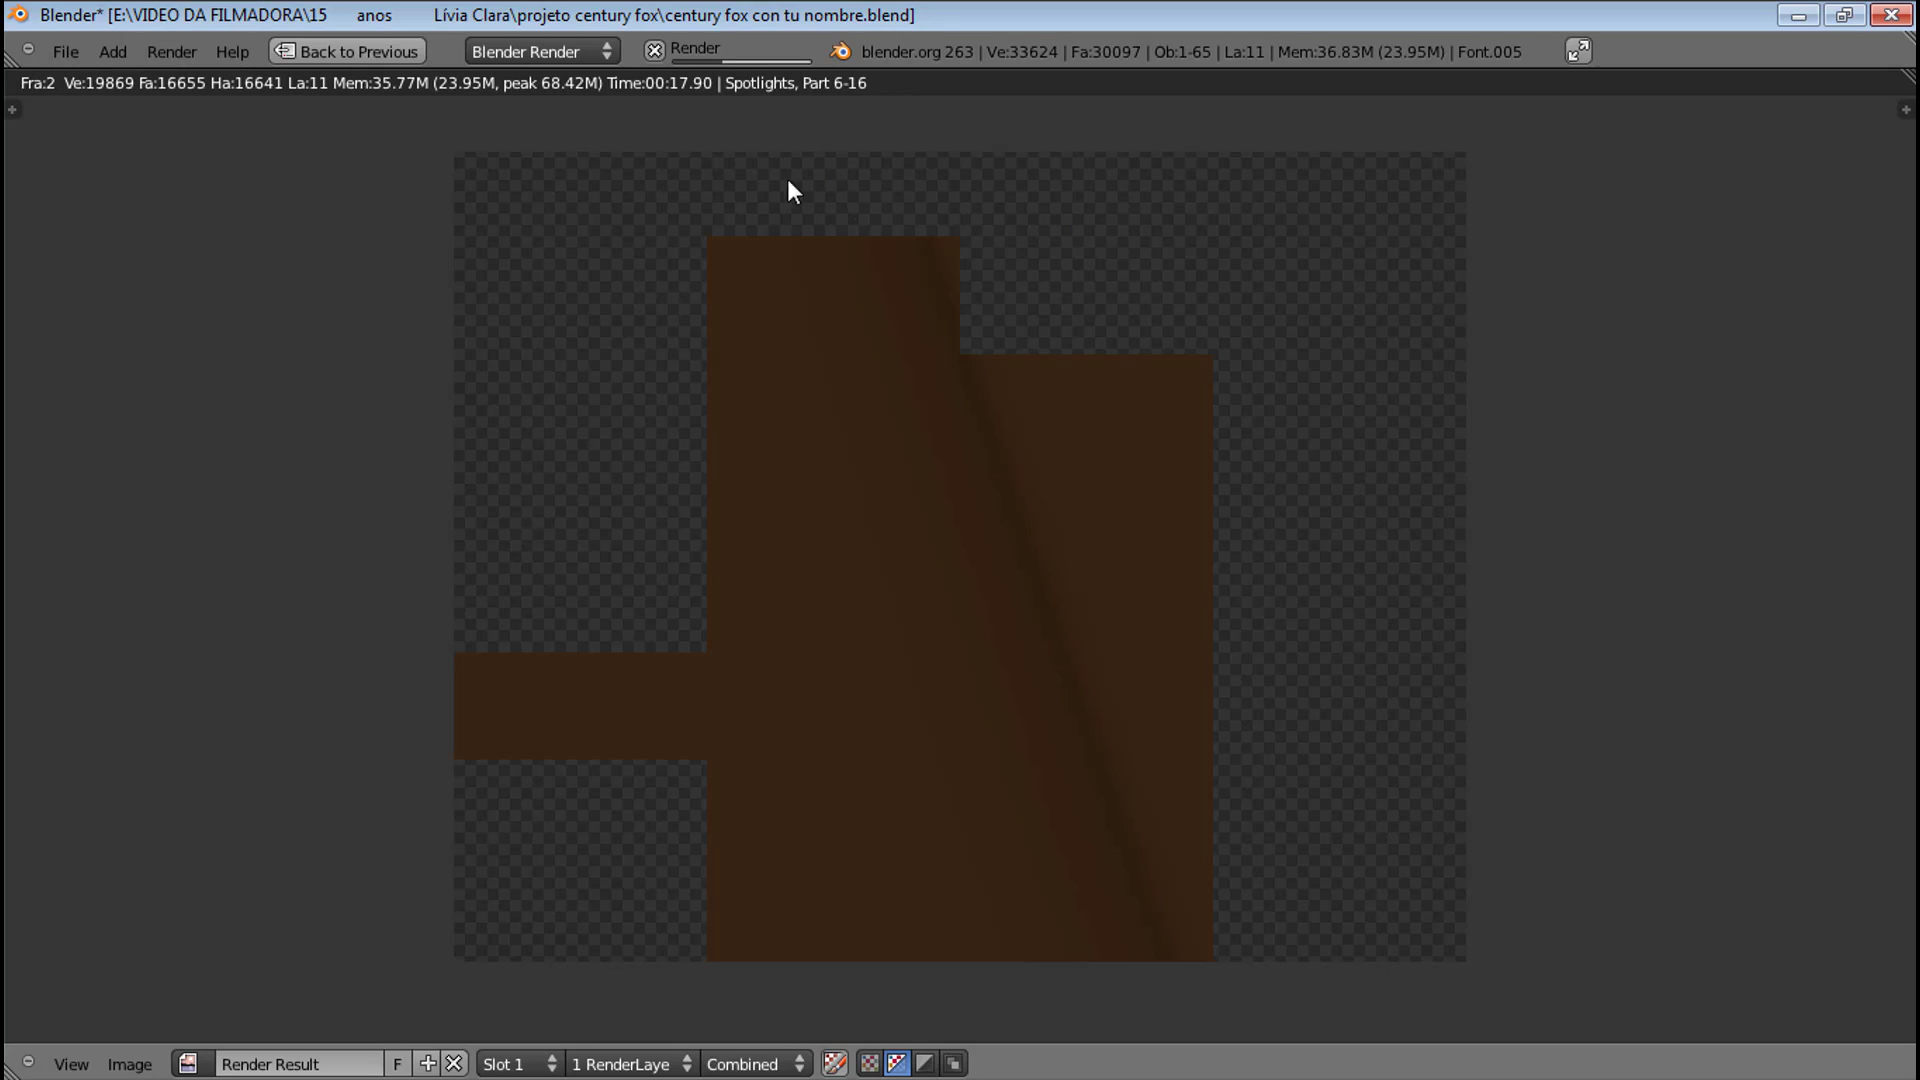 Blender* [E:\VIDEO DA FILMADORA\15 anos Lívia Clara\projeto century fox\century fox con tu nombre.blend]
File Add Render Help Back to Previous Blender Render Render blender.org 263 | Ve:33624 | Fa:30097 | Ob:1-65 | La:11 | Mem:36.83M (23.95M) | Font.005
Fra:2 Ve:19869 Fa:16655 Ha:16641 La:11 Mem:35.77M (23.95M, peak 68.42M) Time:00:17.90 | Spotlights, Part 6-16
View Image Render Result F Slot 1 1 RenderLaye Combined